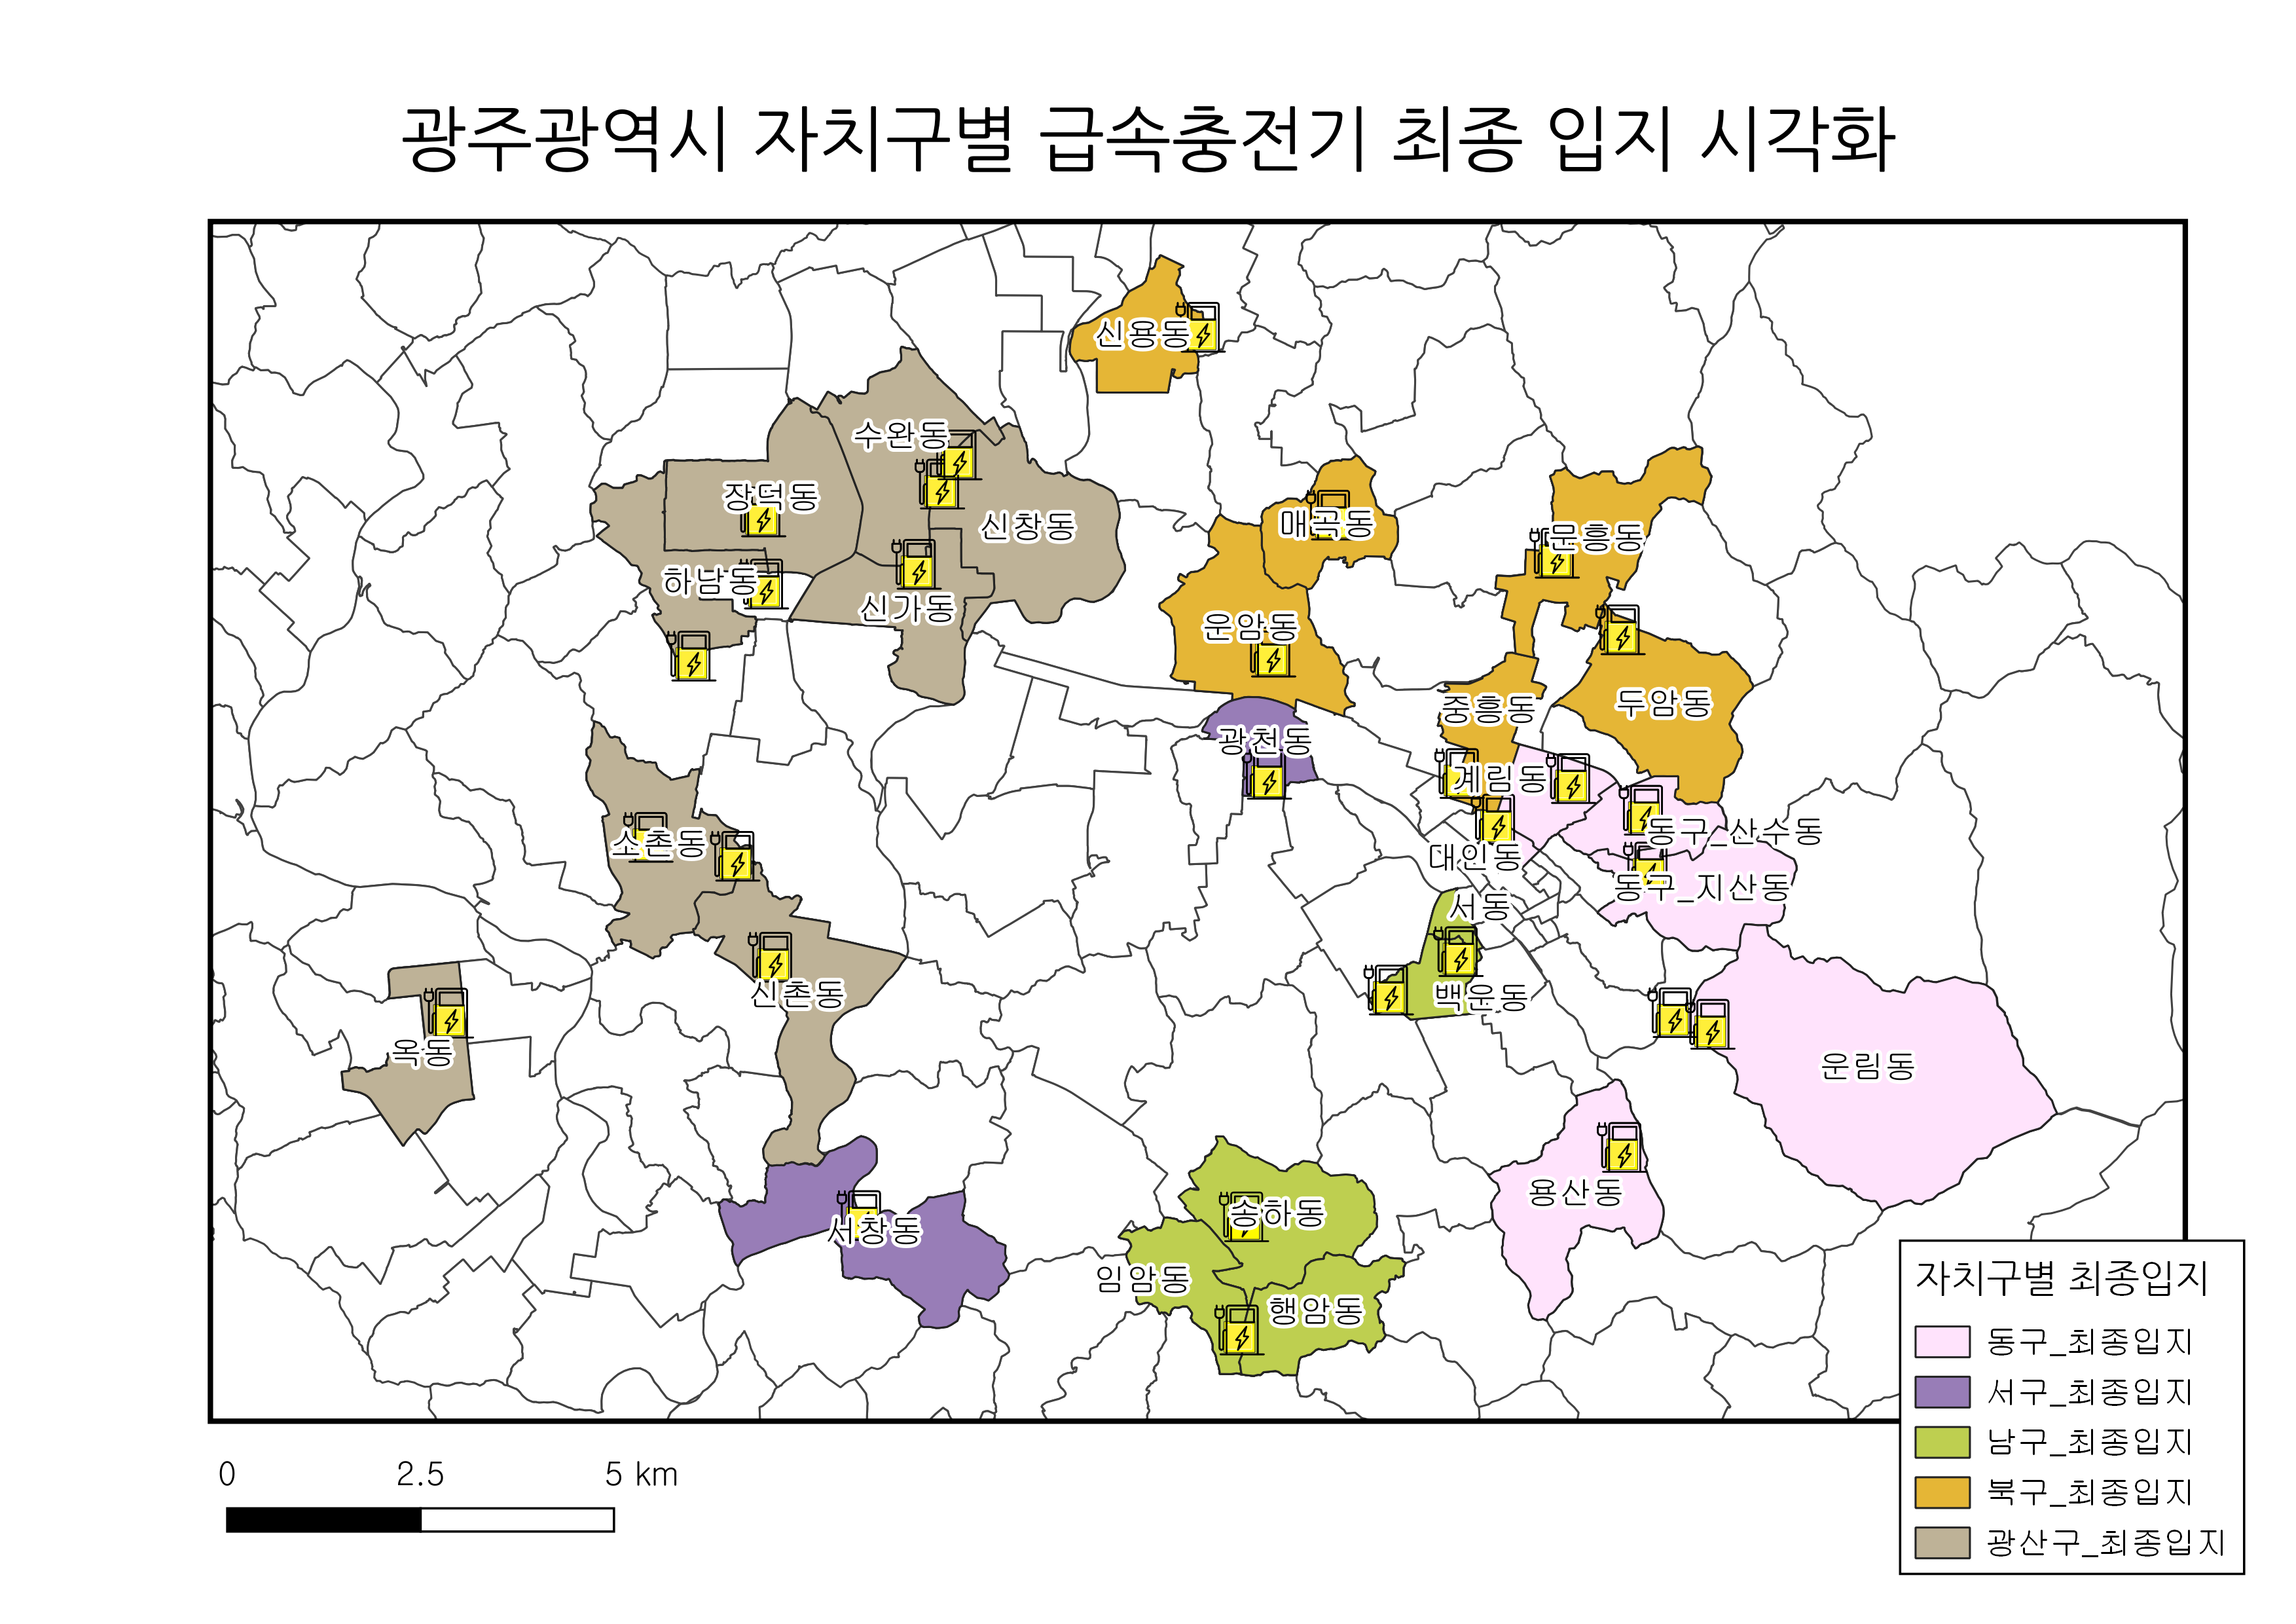 광주광역시 자치구별 급속충전기 최종 입지 시각화
신용동
수완동
장덕동
신창동
매곡동
문흥동
하남동
신가동
운암동
중흥동
두암동
광천동
계림동
소촌동
동구_산수동
대인동
동구_지산동
서동
신촌동
백운동
옥동
운림동
용산동
송하동
서창동
임암동
행암동
자치구별 최종입지
동구_최종입지
서구_최종입지
남구_최종입지
북구_최종입지
광산구_최종입지
0 2.5 5 km